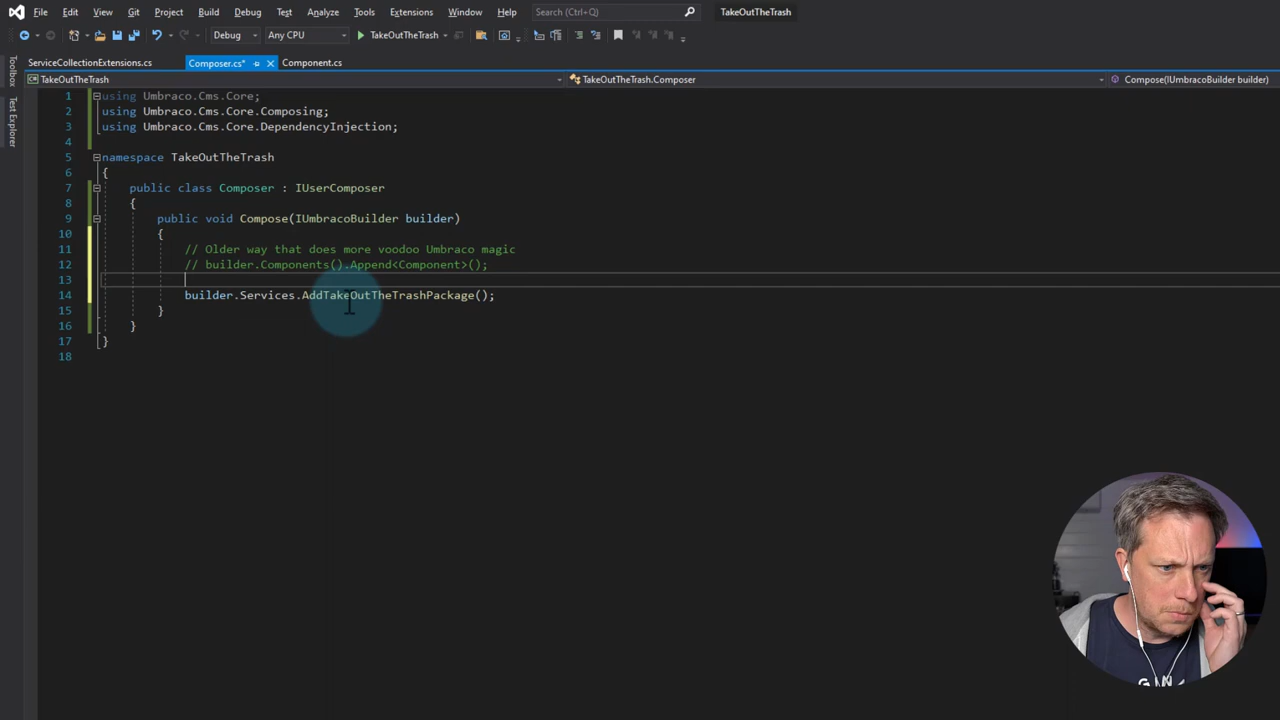 File Edit View Git Project Build Debug Test Analyze Tools Extensions Window Help Search (Ctrl+Q) TakeOutTheTrash
Debug Any CPU TakeOutTheTrash
ServiceCollectionExtensions.cs Composer.cs* Component.cs
TakeOutTheTrash TakeOutTheTrash.Composer Compose(IUmbracoBuilder builder)
Toolbox
Test Explorer
1 using Umbraco.Cms.Core;
2 using Umbraco.Cms.Core.Composing;
3 using Umbraco.Cms.Core.DependencyInjection;
4
5 namespace TakeOutTheTrash
6 {
7 public class Composer : IUserComposer
8 {
9 public void Compose(IUmbracoBuilder builder)
10 {
11 // Older way that does more voodoo Umbraco magic
12 // builder.Components().Append<Component>();
13
14 builder.Services.AddTakeOutTheTrashPackage();
15 }
16 }
17 }
18